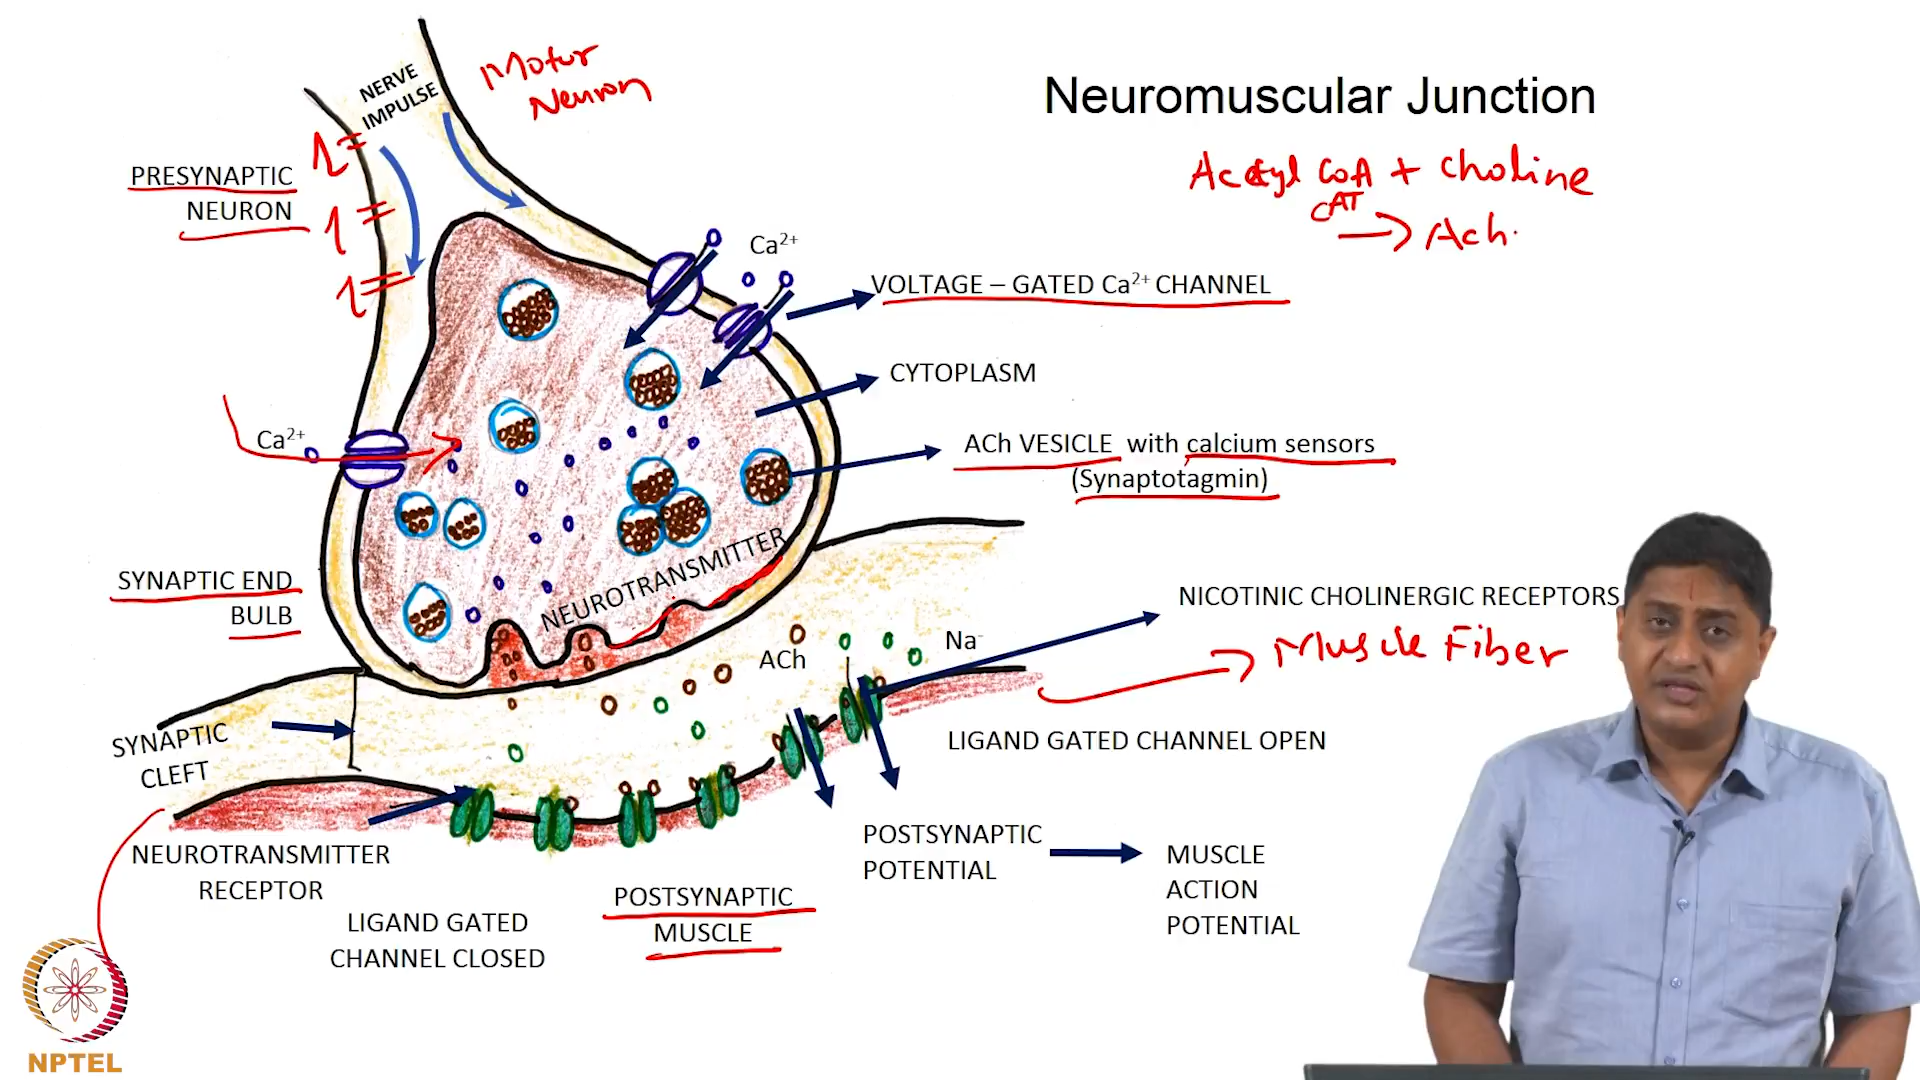 Neuromuscular Junction
Acetyl CoA + choline
CAT
→ Ach.
Motor
Neuron
NERVE
IMPULSE
PRESYNAPTIC
NEURON
Ca²⁺
VOLTAGE – GATED Ca²⁺ CHANNEL
CYTOPLASM
Ca²⁺
ACh VESICLE with calcium sensors
(Synaptotagmin)
NEUROTRANSMITTER
SYNAPTIC END
BULB
NICOTINIC CHOLINERGIC RECEPTORS
Muscle Fiber
ACh
Na⁻
SYNAPTIC
CLEFT
LIGAND GATED CHANNEL OPEN
NEUROTRANSMITTER
RECEPTOR
LIGAND GATED
CHANNEL CLOSED
POSTSYNAPTIC
MUSCLE
POSTSYNAPTIC
POTENTIAL
MUSCLE
ACTION
POTENTIAL
NPTEL